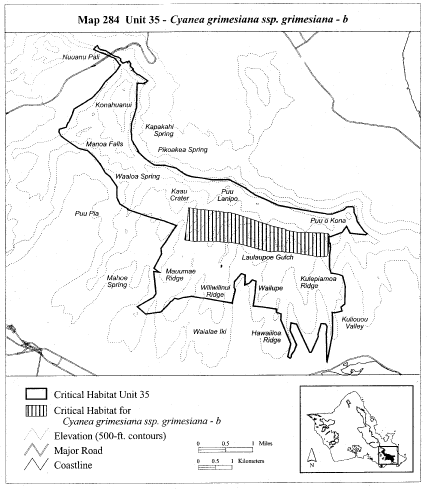 Map 284 Unit 35 - Cyanea grimesiana ssp. grimesiana - b
Nuuanu Pali
Konahuanui
Kapakahi
Spring
Manoa Falls
Pikoakea Spring
Waaloa Spring
Kaau
Crater
Puu
Lanipo
Puu Pia
Puu o Kona
Laulaupoe Gulch
Mahoe
Spring
Mauumae
Ridge
Kulepiamoa
Ridge
Wiliwilinui
Ridge
Wailupe
Kuliouou
Valley
Waialae Iki
Hawaiiloa
Ridge
Critical Habitat Unit 35
Critical Habitat for
Cyanea grimesiana ssp. grimesiana - b
Elevation (500-ft. contours)
Major Road
Coastline
0 0.5 1 Miles
0 0.5 1 Kilometers
N